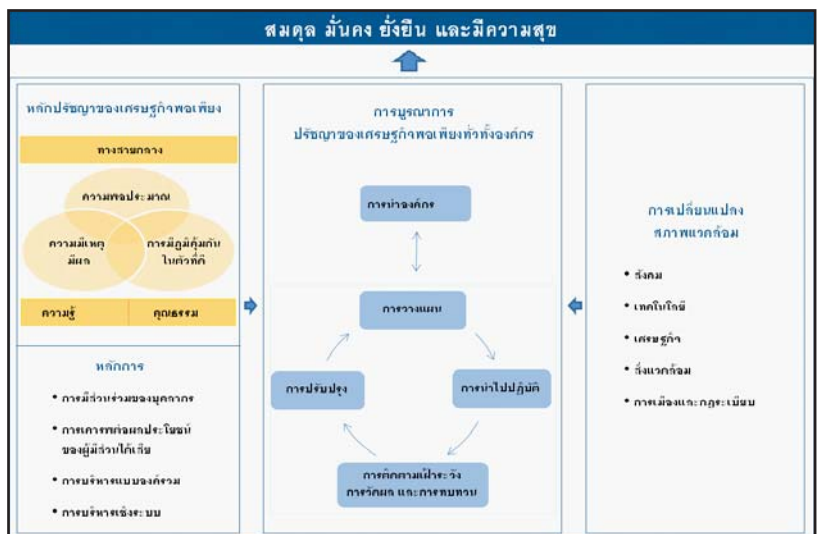 สมดุล มั่นคง ยั่งยืน และมีความสุข
หลักปรัชญาของเศรษฐกิจพอเพียง
ทางสายกลาง
ความพอประมาณ
ความมีเหตุ
มีผล
การมีภูมิคุ้มกัน
ในตัวที่ดี
ความรู้
คุณธรรม
หลักการ
• การมีส่วนร่วมของบุคลากร
• การเคารพต่อผลประโยชน์
ของผู้มีส่วนได้เสีย
• การบริหารแบบองค์รวม
• การบริหารเชิงระบบ
การบูรณาการ
ปรัชญาของเศรษฐกิจพอเพียงทั่วทั้งองค์กร
การนำองค์กร
การวางแผน
การปรับปรุง
การนำไปปฏิบัติ
การติดตามเฝ้าระวัง
การวัดผล และการทบทวน
การเปลี่ยนแปลง
สภาพแวดล้อม
• สังคม
• เทคโนโลยี
• เศรษฐกิจ
• สิ่งแวดล้อม
• การเมืองและกฎระเบียบ